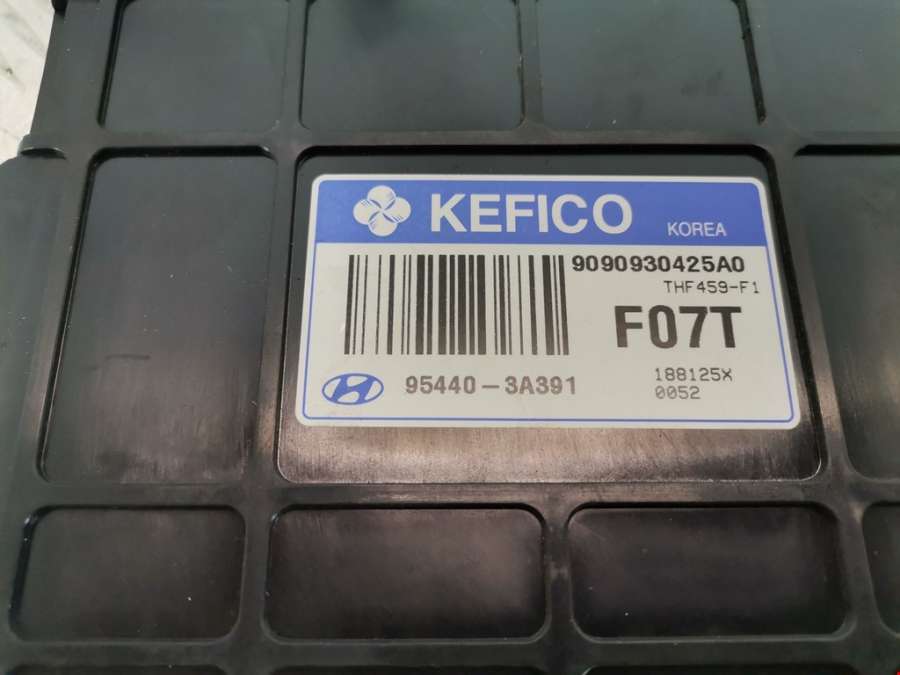 KEFICO KOREA
9090930425A0
THF459-F1
F07T
95440-3A391
188125X
0052